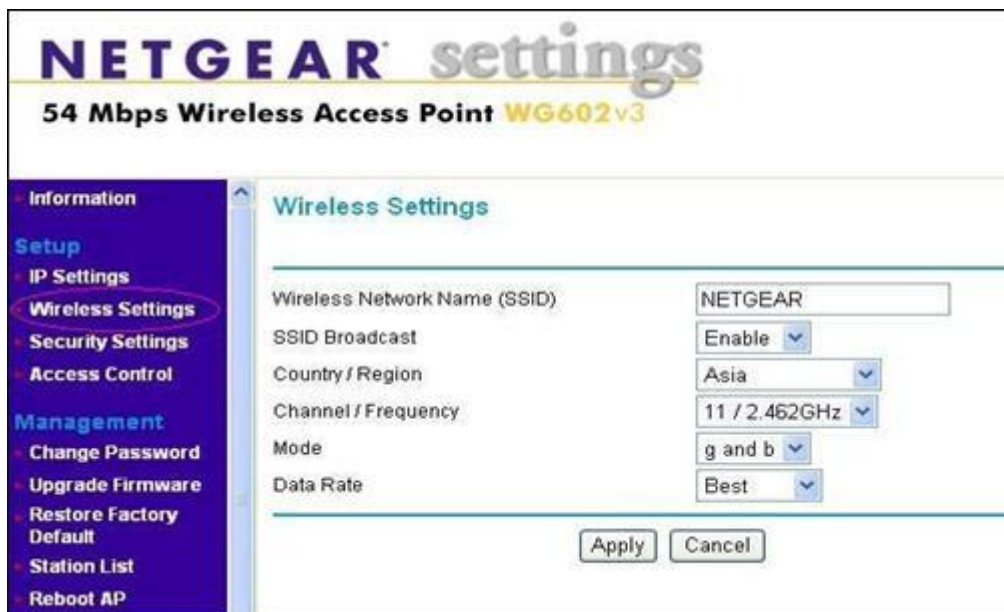 NETGEAR settings
54 Mbps Wireless Access Point WG602v3
Information
Setup
IP Settings
Wireless Settings
Security Settings
Access Control
Management
Change Password
Upgrade Firmware
Restore Factory
Default
Station List
Reboot AP
Wireless Settings
Wireless Network Name (SSID) NETGEAR
SSID Broadcast Enable
Country / Region Asia
Channel / Frequency 11 / 2.462GHz
Mode g and b
Data Rate Best
Apply Cancel